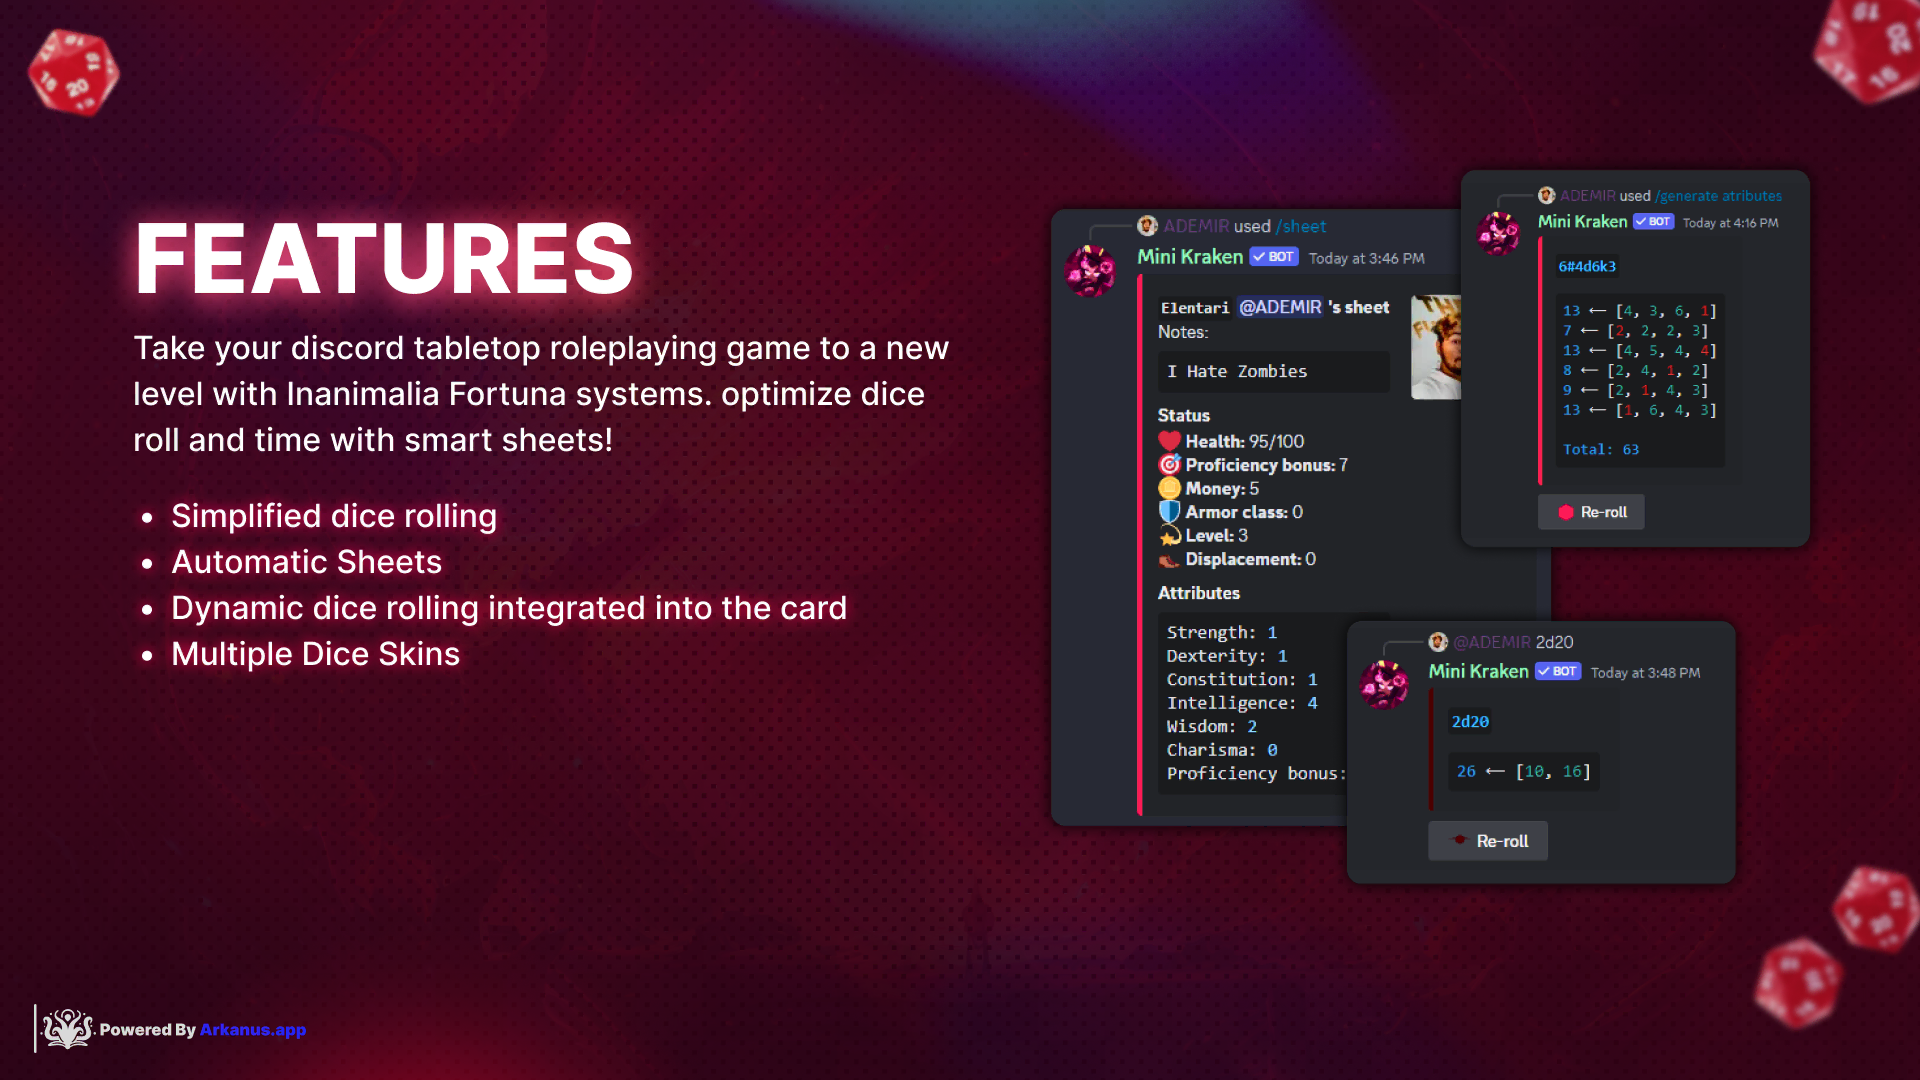 FEATURES
Take your discord tabletop roleplaying game to a new
level with Inanimalia Fortuna systems. optimize dice
roll and time with smart sheets!
• Simplified dice rolling
• Automatic Sheets
• Dynamic dice rolling integrated into the card
• Multiple Dice Skins
ADEMIR used /sheet
Mini Kraken BOT Today at 3:46 PM
Elentari @ADEMIR 's sheet
Notes:
I Hate Zombies
Status
Health: 95/100
Proficiency bonus: 7
Money: 5
Armor class: 0
Level: 3
Displacement: 0
Attributes
Strength: 1
Dexterity: 1
Constitution: 1
Intelligence: 4
Wisdom: 2
Charisma: 0
Proficiency bonus:
ADEMIR used /generate atributes
Mini Kraken BOT Today at 4:16 PM
6#4d6k3
13 ⟵ [4, 3, 6, 1]
7 ⟵ [2, 2, 2, 3]
13 ⟵ [4, 5, 4, 4]
8 ⟵ [2, 4, 1, 2]
9 ⟵ [2, 1, 4, 3]
13 ⟵ [1, 6, 4, 3]
Total: 63
Re-roll
@ADEMIR 2d20
Mini Kraken BOT Today at 3:48 PM
2d20
26 ⟵ [10, 16]
Re-roll
Powered By Arkanus.app